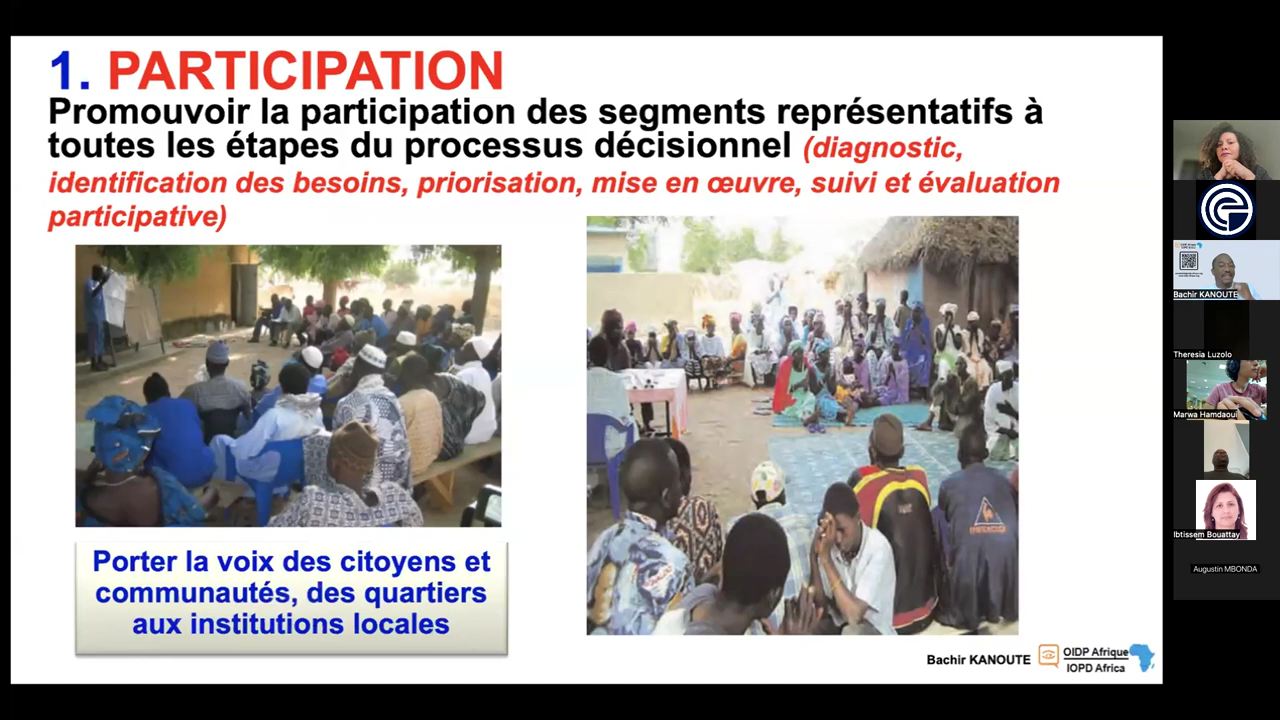 1. PARTICIPATION
Promouvoir la participation des segments représentatifs à
toutes les étapes du processus décisionnel (diagnostic,
identification des besoins, priorisation, mise en œuvre, suivi et évaluation
participative)
Porter la voix des citoyens et
communautés, des quartiers
aux institutions locales
Bachir KANOUTE
OIDP Afrique
IOPD Africa
Bachir KANOUTE
Theresia Luzolo
Marwa Hamdaoui
Ibtissem Bouattay
Augustin MBONDA